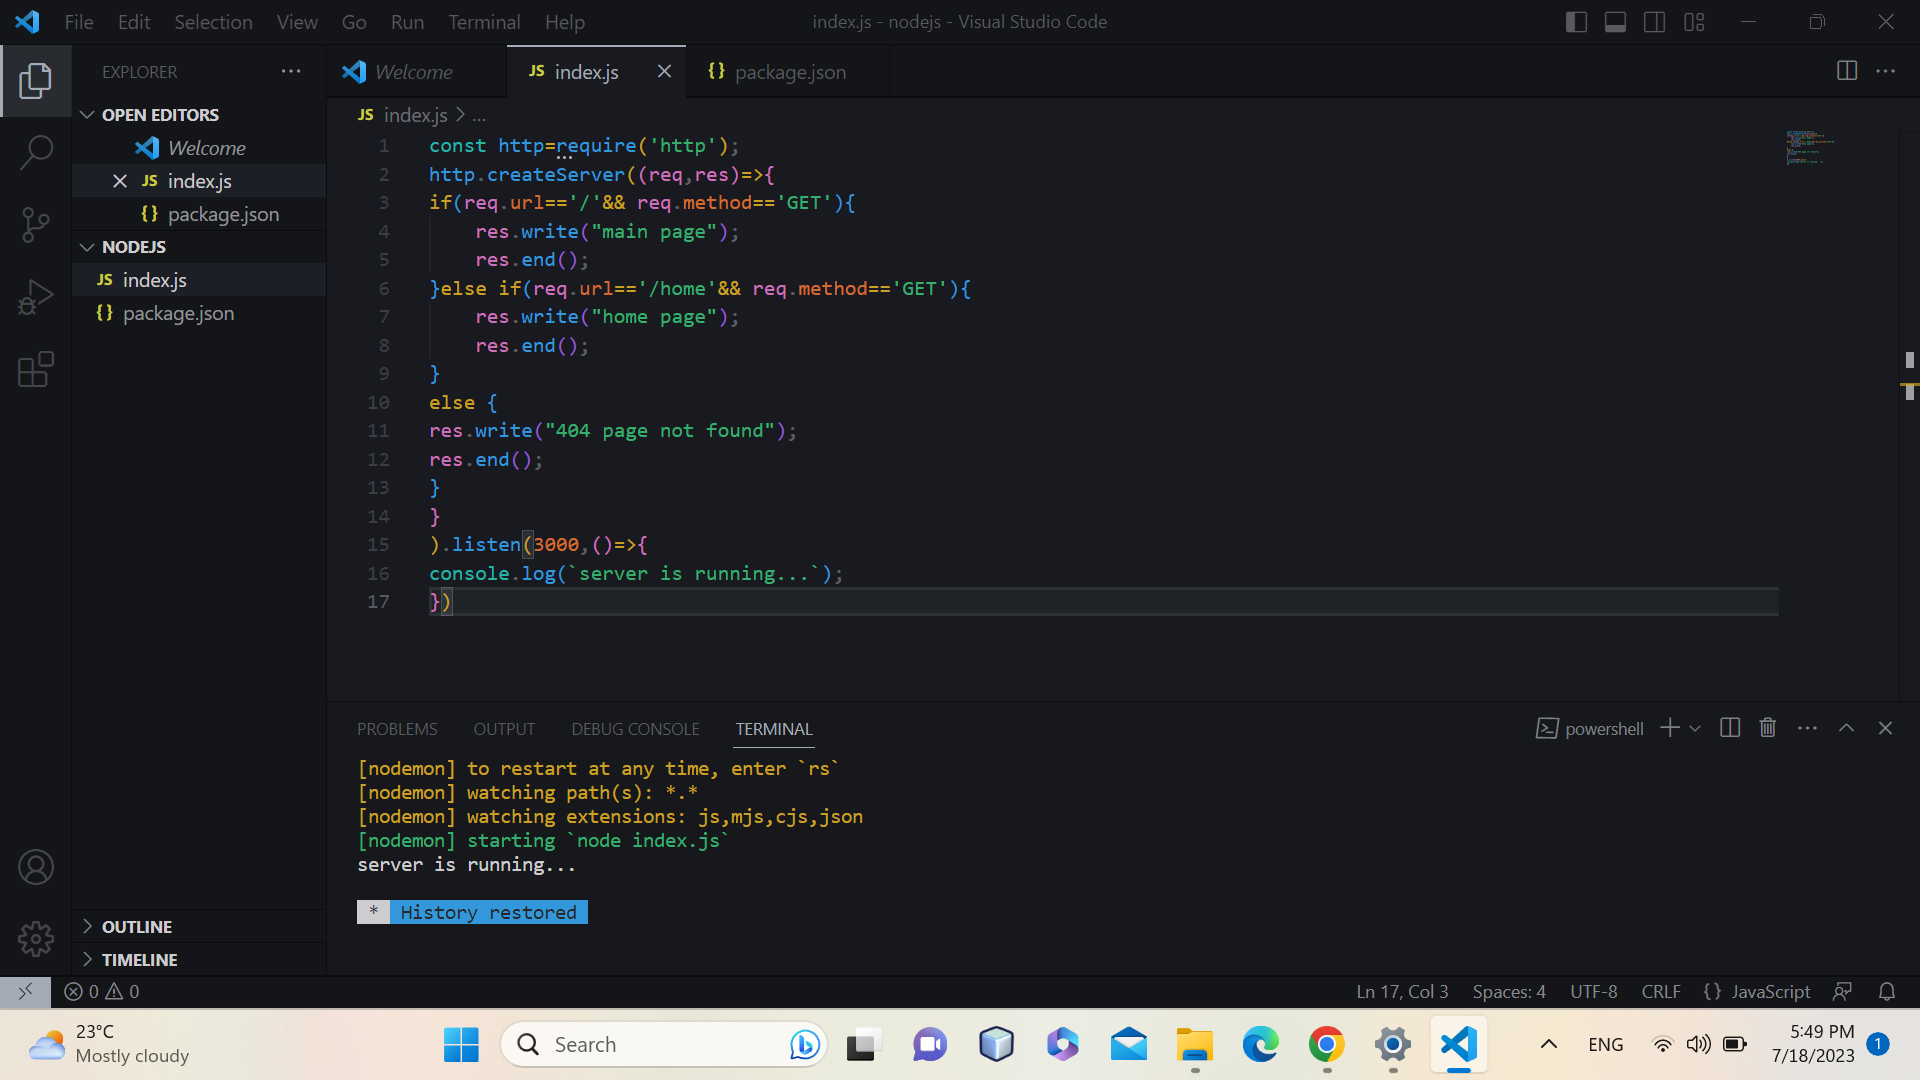 File Edit Selection View Go Run Terminal Help
index.js - nodejs - Visual Studio Code
EXPLORER
OPEN EDITORS
Welcome
JS index.js
{} package.json
NODEJS
JS index.js
{} package.json
OUTLINE
TIMELINE
Welcome
JS index.js
{} package.json
JS index.js > ...
1 const http=require('http');
2 http.createServer((req,res)=>{
3 if(req.url=='/'&& req.method=='GET'){
4     res.write("main page");
5     res.end();
6 }else if(req.url=='/home'&& req.method=='GET'){
7     res.write("home page");
8     res.end();
9 }
10 else {
11 res.write("404 page not found");
12 res.end();
13 }
14 }
15 ).listen(3000,()=>{
16 console.log(`server is running...`);
17 })
PROBLEMS OUTPUT DEBUG CONSOLE TERMINAL
powershell
[nodemon] to restart at any time, enter `rs`
[nodemon] watching path(s): *.*
[nodemon] watching extensions: js,mjs,cjs,json
[nodemon] starting `node index.js`
server is running...
* History restored
0 0
Ln 17, Col 3 Spaces: 4 UTF-8 CRLF {} JavaScript
23°C
Mostly cloudy
Search
ENG
5:49 PM
7/18/2023
1